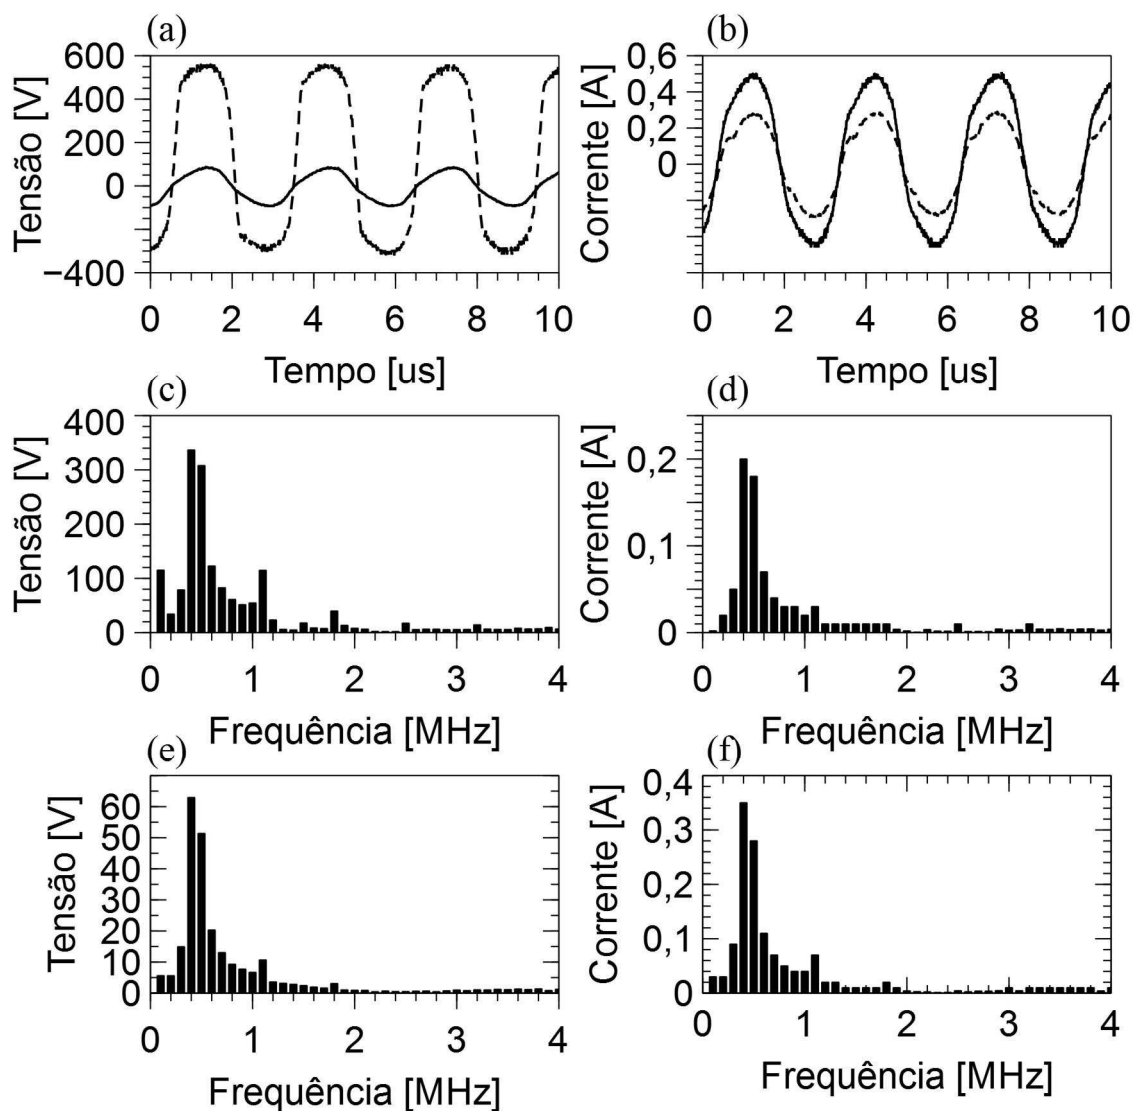 (a)
Tensão [V]
600
400
200
0
−400
0 2 4 6 8 10
Tempo [us]
(b)
Corrente [A]
0,6
0,4
0,2
0
0 2 4 6 8 10
Tempo [us]
(c)
Tensão [V]
400
300
200
100
0
0 1 2 3 4
Frequência [MHz]
(d)
Corrente [A]
0,2
0,1
0
0 1 2 3 4
Frequência [MHz]
(e)
Tensão [V]
60
50
40
30
20
10
0
0 1 2 3 4
Frequência [MHz]
(f)
Corrente [A]
0,4
0,3
0,2
0,1
0
0 1 2 3 4
Frequência [MHz]